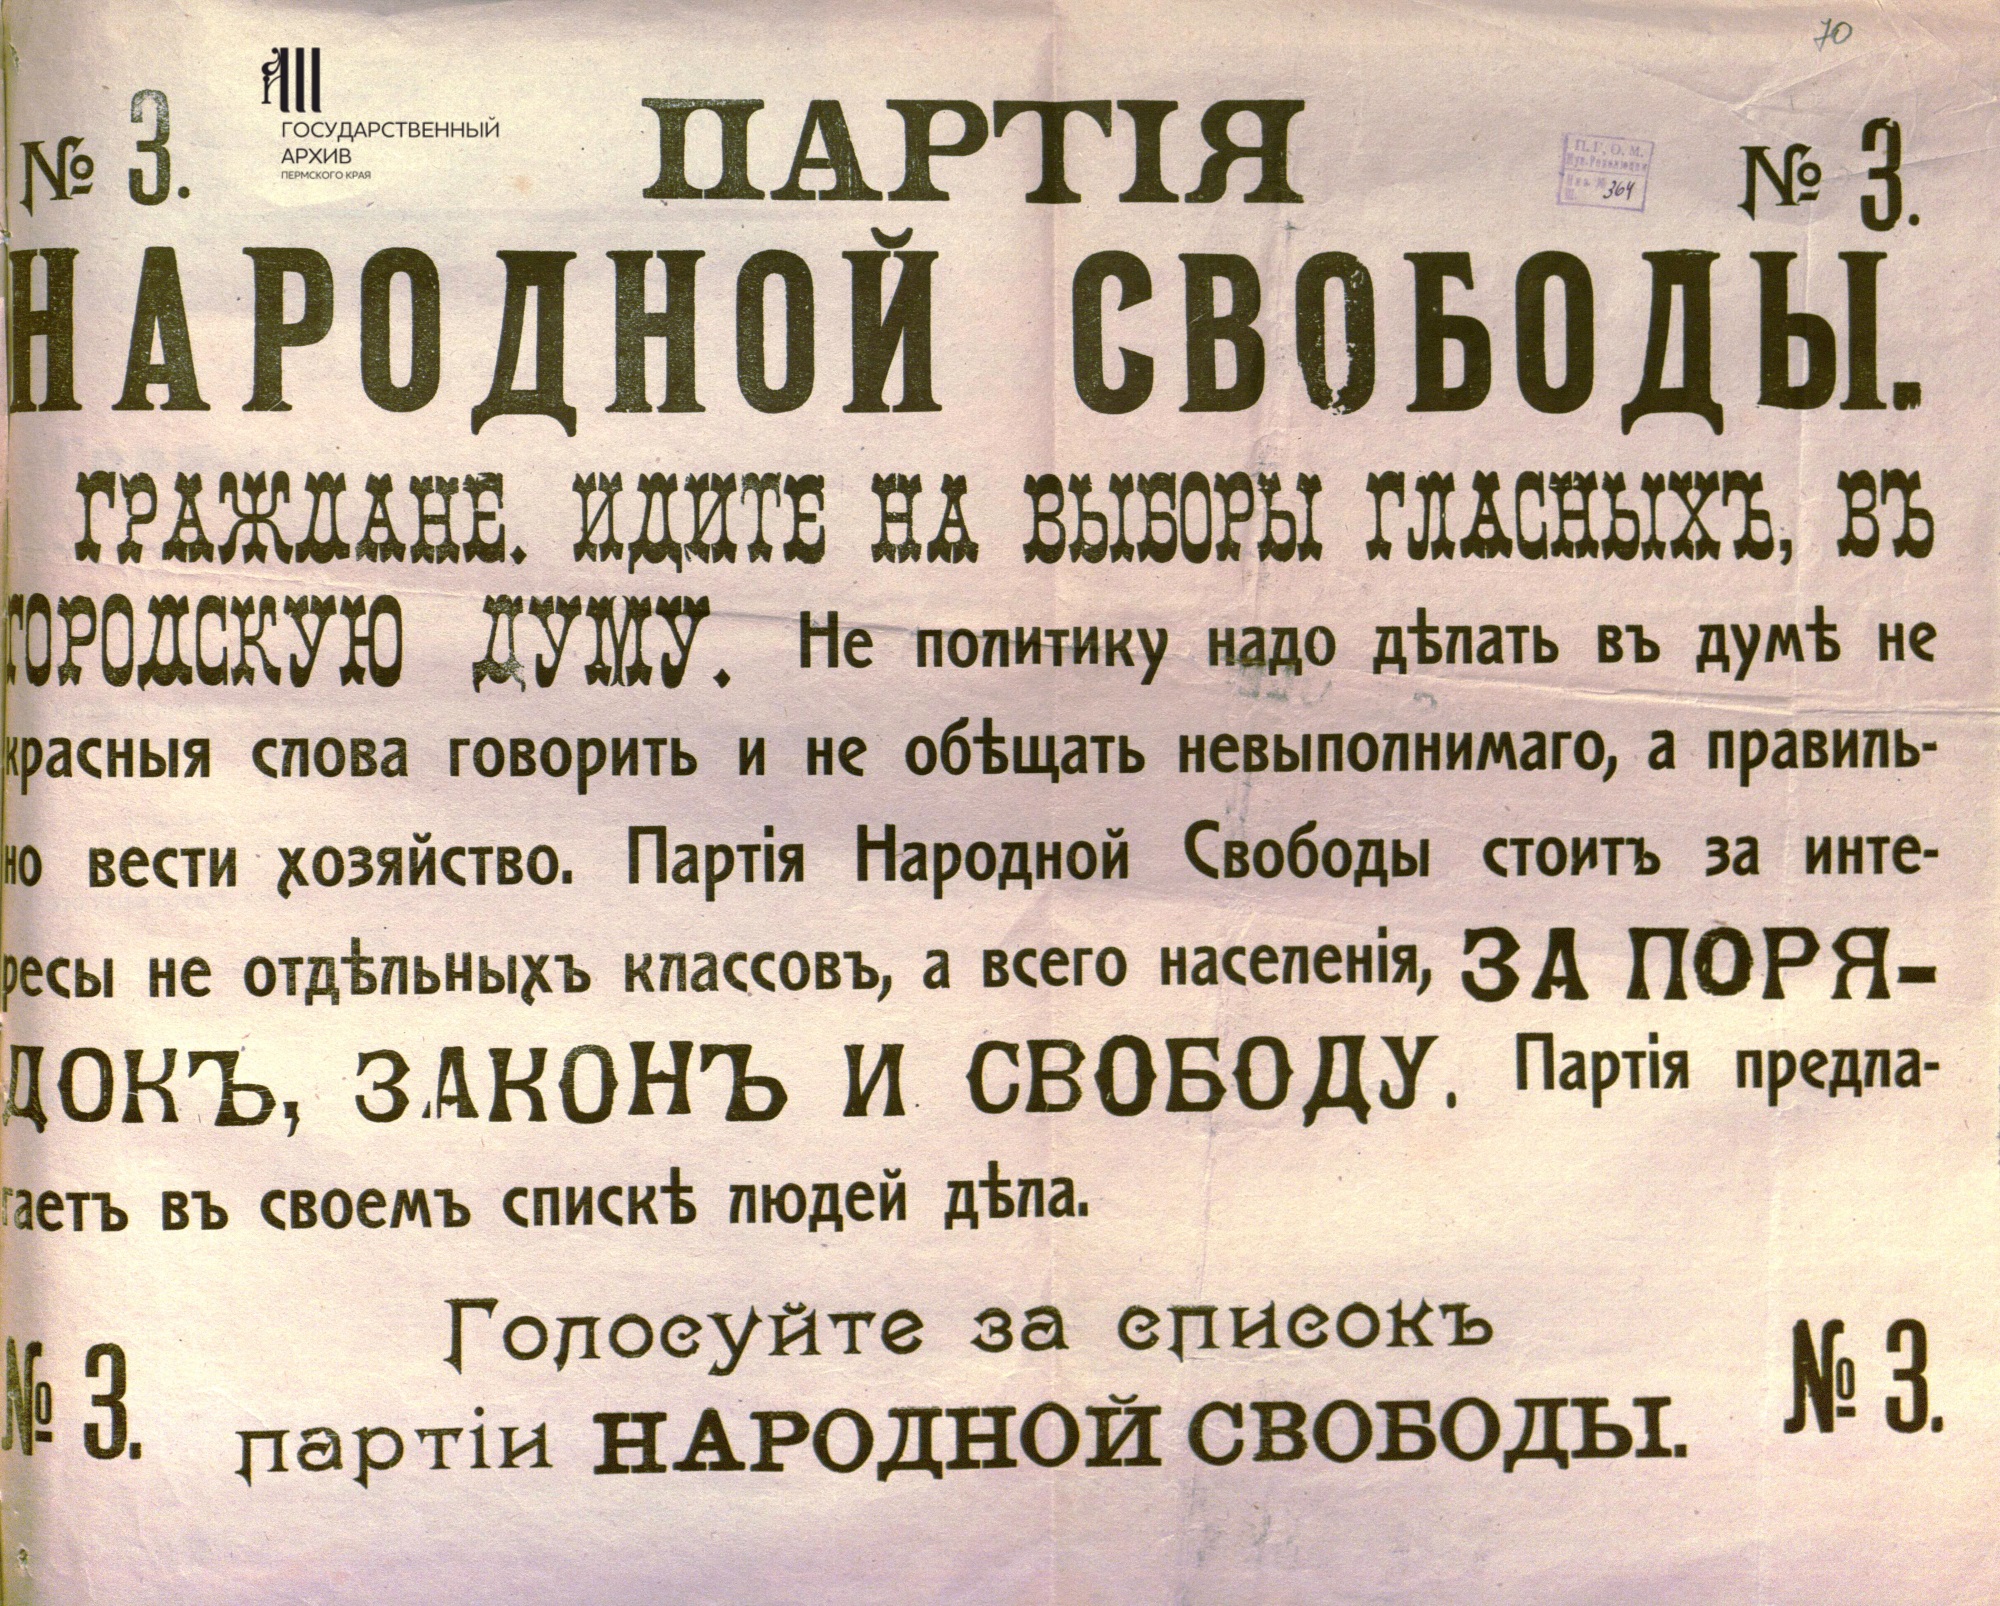 70
№ 3.
ГОСУДАРСТВЕННЫЙ
АРХИВ
ПЕРМСКОГО КРАЯ
ПАРТІЯ
П. Г. О. М.
364
№ 3.
НАРОДНОЙ СВОБОДЫ.
ГРАЖДАНЕ. ИДИТЕ НА ВЫБОРЫ ГЛАСНЫХЪ, ВЪ
ГОРОДСКУЮ ДУМУ. Не политику надо дѣлать въ думѣ не
красныя слова говорить и не обѣщать невыполнимаго, а правиль-
но вести хозяйство. Партія Народной Свободы стоитъ за инте-
ресы не отдѣльныхъ классовъ, а всего населенія, ЗА ПОРЯ-
ДОКЪ, ЗАКОНЪ И СВОБОДУ. Партія предла-
гаетъ въ своемъ спискѣ людей дѣла.
Голосуйте за списокъ
№ 3. партіи НАРОДНОЙ СВОБОДЫ. № 3.